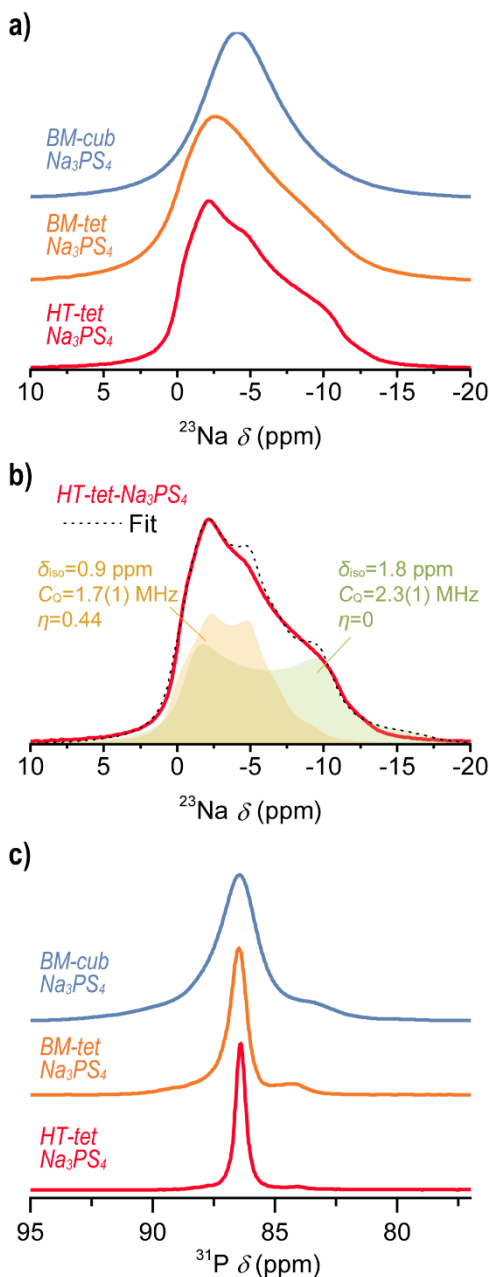 a)
BM-cub
Na₃PS₄
BM-tet
Na₃PS₄
HT-tet
Na₃PS₄
10 5 0 -5 -10 -15 -20
²³Na δ (ppm)
b)
HT-tet-Na₃PS₄
Fit
δiso=0.9 ppm
CQ=1.7(1) MHz
η=0.44
δiso=1.8 ppm
CQ=2.3(1) MHz
η=0
10 5 0 -5 -10 -15 -20
²³Na δ (ppm)
c)
BM-cub
Na₃PS₄
BM-tet
Na₃PS₄
HT-tet
Na₃PS₄
95 90 85 80
³¹P δ (ppm)